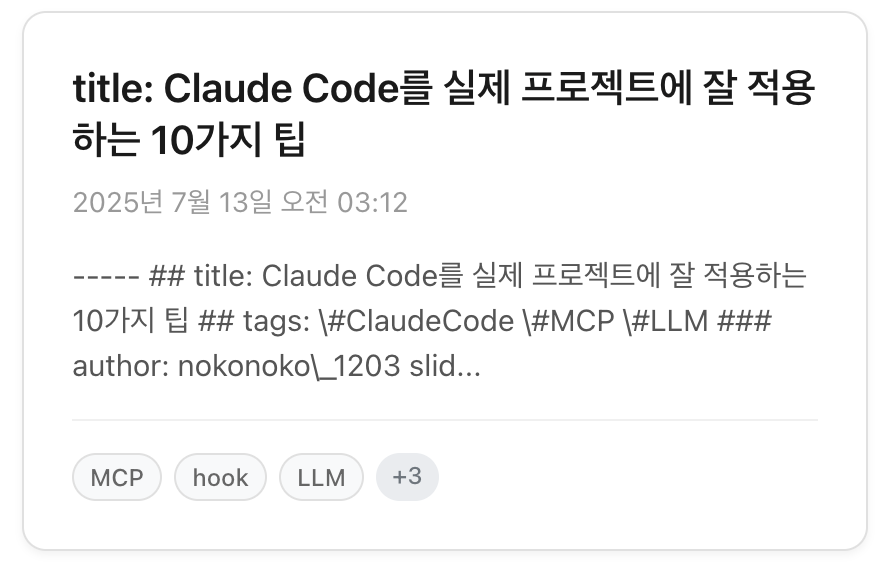 title: Claude Code를 실제 프로젝트에 잘 적용
하는 10가지 팁
2025년 7월 13일 오전 03:12
----- ## title: Claude Code를 실제 프로젝트에 잘 적용하는
10가지 팁 ## tags: \#ClaudeCode \#MCP \#LLM ###
author: nokonoko\_1203 slid...
MCP hook LLM +3